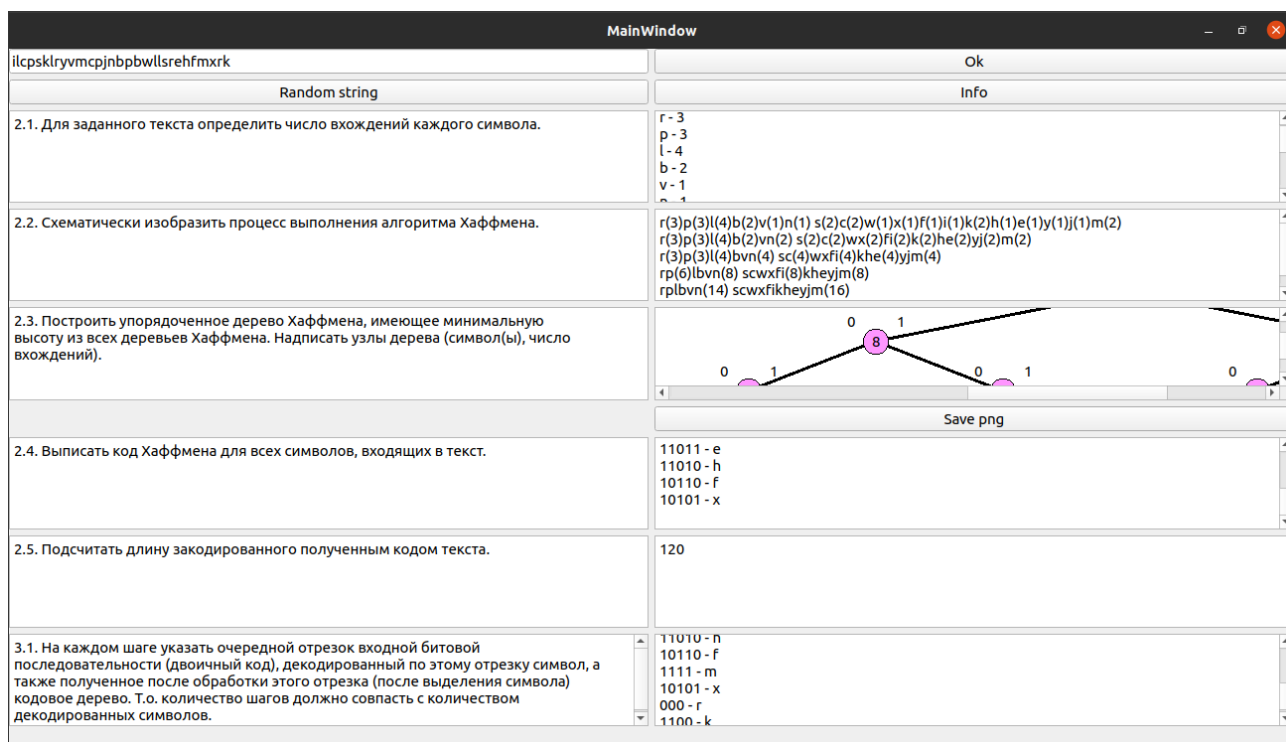 MainWindow
ilcpsklryvmcpjnbpbwllsrehfmxrk
Ok
Random string
Info
2.1. Для заданного текста определить число вхождений каждого символа.
r - 3
p - 3
l - 4
b - 2
v - 1
n - 1
2.2. Схематически изобразить процесс выполнения алгоритма Хаффмена.
r(3)p(3)l(4)b(2)v(1)n(1) s(2)c(2)w(1)x(1)f(1)i(1)k(2)h(1)e(1)y(1)j(1)m(2)
r(3)p(3)l(4)b(2)vn(2) s(2)c(2)wx(2)fi(2)k(2)he(2)yj(2)m(2)
r(3)p(3)l(4)bvn(4) sc(4)wxfi(4)khe(4)yjm(4)
rp(6)lbvn(8) scwxfi(8)kheyjm(8)
rplbvn(14) scwxfikheyjm(16)
2.3. Построить упорядоченное дерево Хаффмена, имеющее минимальную
высоту из всех деревьев Хаффмена. Надписать узлы дерева (символ(ы), число
вхождений).
0 1
8
0 1 0 1 0
Save png
2.4. Выписать код Хаффмена для всех символов, входящих в текст.
11011 - e
11010 - h
10110 - f
10101 - x
2.5. Подсчитать длину закодированного полученным кодом текста.
120
3.1. На каждом шаге указать очередной отрезок входной битовой
последовательности (двоичный код), декодированный по этому отрезку символ, а
также полученное после обработки этого отрезка (после выделения символа)
кодовое дерево. Т.о. количество шагов должно совпасть с количеством
декодированных символов.
11010 - h
10110 - f
1111 - m
10101 - x
000 - r
1100 - k